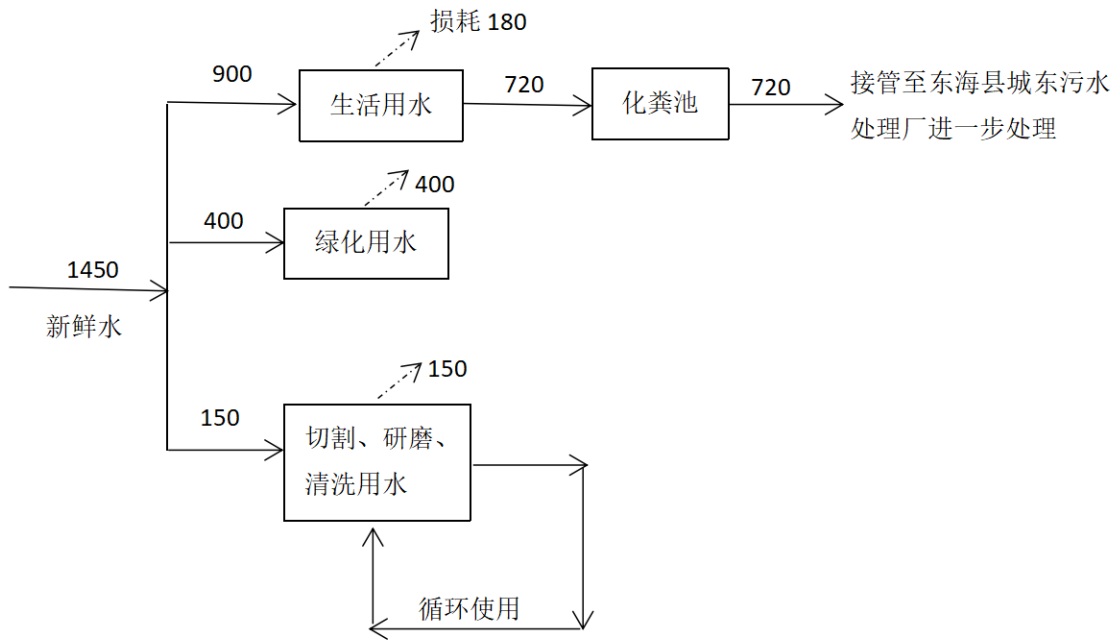 损耗 180
900
生活用水
720
化粪池
720
接管至东海县城东污水
处理厂进一步处理
400
400
绿化用水
1450
新鲜水
150
150
切割、研磨、
清洗用水
循环使用